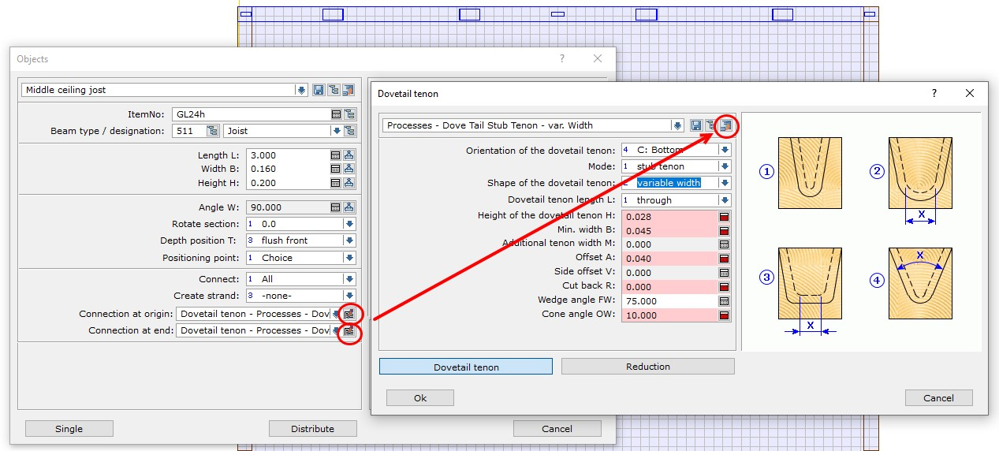 Objects
?
Middle ceiling jost
ItemNo: GL24h
Beam type / designation: 511 Joist
Length L: 3.000
Width B: 0.160
Height H: 0.200
Angle W: 90.000
Rotate section: 1 0.0
Depth position T: 3 flush front
Positioning point: 1 Choice
Connect: 1 All
Create strand: 3 -none-
Connection at origin: Dovetail tenon - Processes - Dov
Connection at end: Dovetail tenon - Processes - Dov
Single Distribute Cancel
Dovetail tenon
?
Processes - Dove Tail Stub Tenon - var. Width
Orientation of the dovetail tenon: 4 C: Bottom
Mode: 1 stub tenon
Shape of the dovetail tenon: 2 variable width
Dovetail tenon length L: 1 through
Height of the dovetail tenon H: 0.028
Min. width B: 0.045
Additional tenon width M: 0.000
Offset A: 0.040
Side offset V: 0.000
Cut back R: 0.000
Wedge angle FW: 75.000
Cone angle OW: 10.000
Dovetail tenon Reduction
Ok Cancel
1
2
X
3
X
4
X